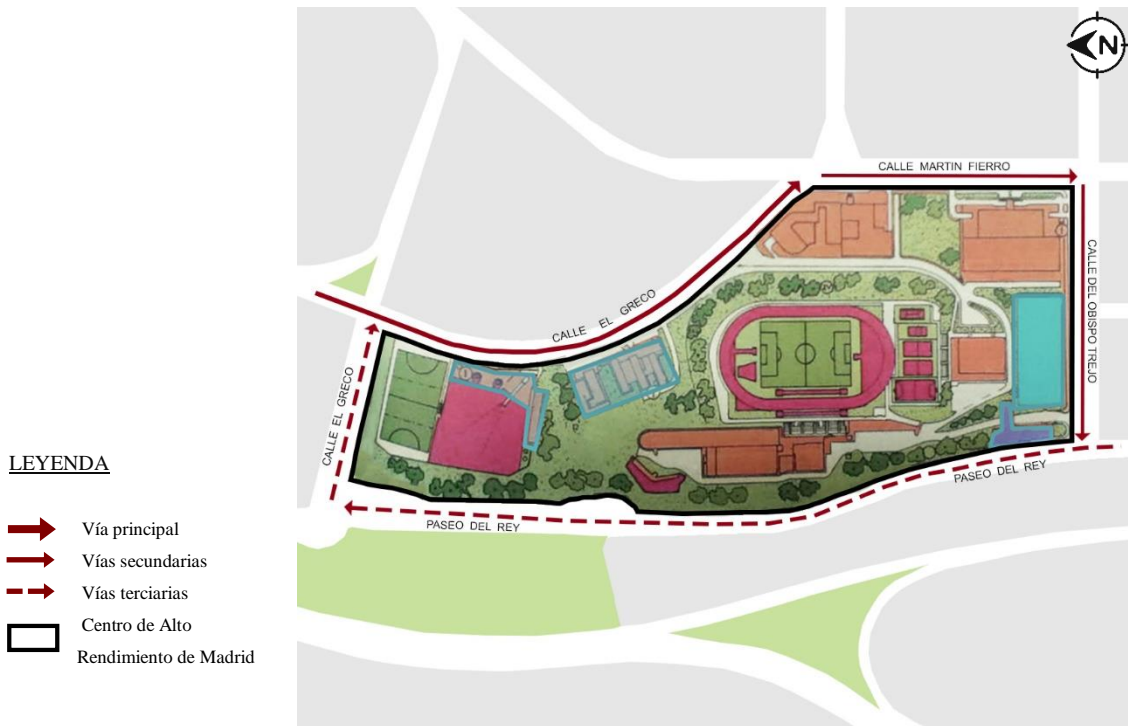 N
CALLE MARTIN FIERRO
CALLE DEL OBISPO TREJO
CALLE EL GRECO
CALLE EL GRECO
PASEO DEL REY
PASEO DEL REY
LEYENDA
Vía principal
Vías secundarias
Vías terciarias
Centro de Alto
Rendimiento de Madrid